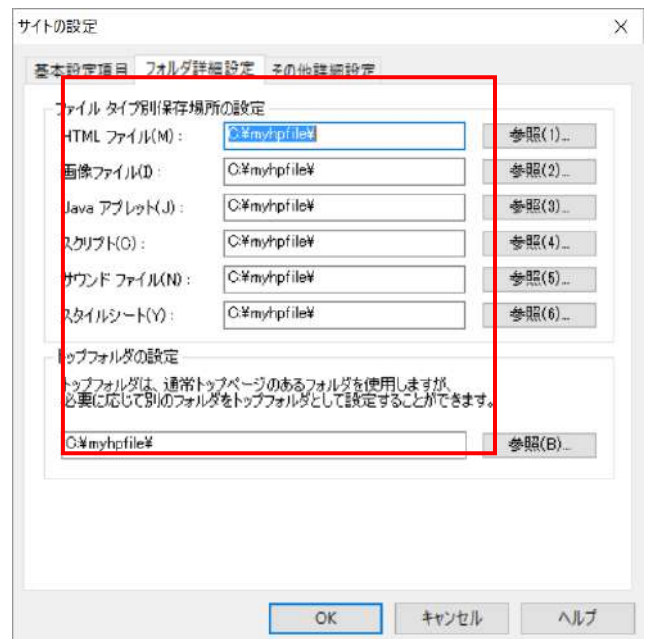 サイトの設定
基本設定項目 フォルダ詳細設定 その他詳細設定
ファイル タイプ別保存場所の設定
HTML ファイル(M): C:¥myhpfile¥ 参照(1)...
画像ファイル(I): C:¥myhpfile¥ 参照(2)...
Java アプレット(J): C:¥myhpfile¥ 参照(3)...
スクリプト(C): C:¥myhpfile¥ 参照(4)...
サウンド ファイル(N): C:¥myhpfile¥ 参照(5)...
スタイルシート(Y): C:¥myhpfile¥ 参照(6)...
トップフォルダの設定
トップフォルダは、通常トップページのあるフォルダを使用しますが、
必要に応じて別のフォルダをトップフォルダとして設定することができます。
C:¥myhpfile¥ 参照(B)...
OK キャンセル ヘルプ